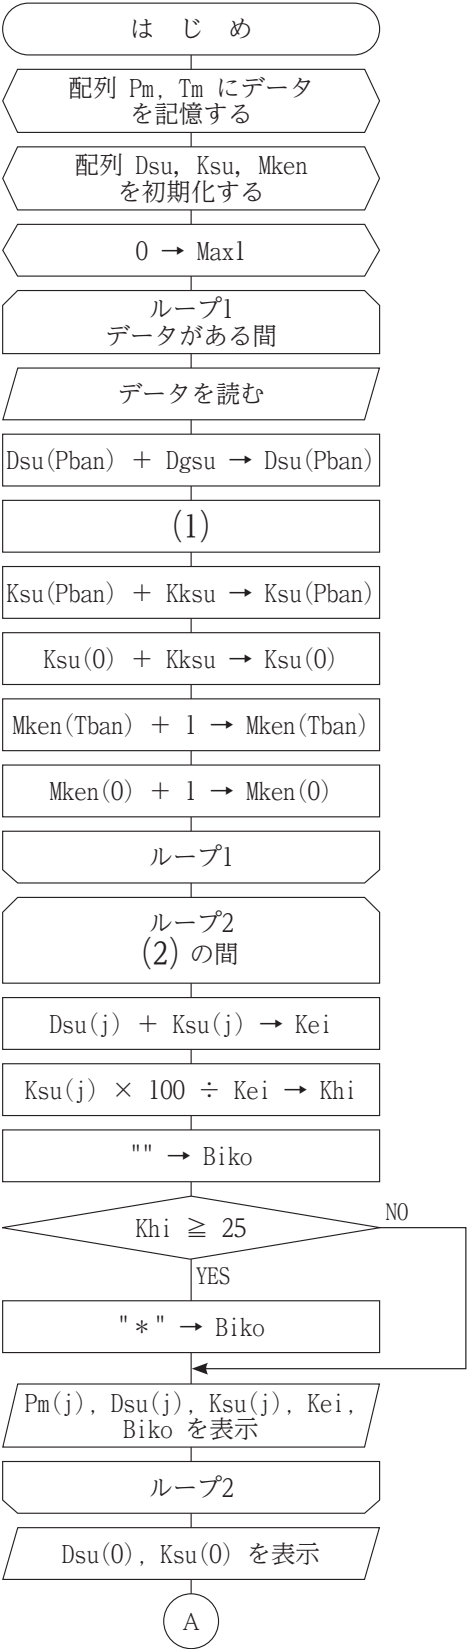 は　じ　め
配列 Pm, Tm にデータ
を記憶する
配列 Dsu, Ksu, Mken
を初期化する
0 → Max1
ループ1
データがある間
データを読む
Dsu(Pban) ＋ Dgsu → Dsu(Pban)
(1)
Ksu(Pban) ＋ Kksu → Ksu(Pban)
Ksu(0) ＋ Kksu → Ksu(0)
Mken(Tban) ＋ 1 → Mken(Tban)
Mken(0) ＋ 1 → Mken(0)
ループ1
ループ2
(2) の間
Dsu(j) ＋ Ksu(j) → Kei
Ksu(j) × 100 ÷ Kei → Khi
"" → Biko
Khi ≧ 25
NO
YES
"＊" → Biko
Pm(j), Dsu(j), Ksu(j), Kei,
Biko を表示
ループ2
Dsu(0), Ksu(0) を表示
A